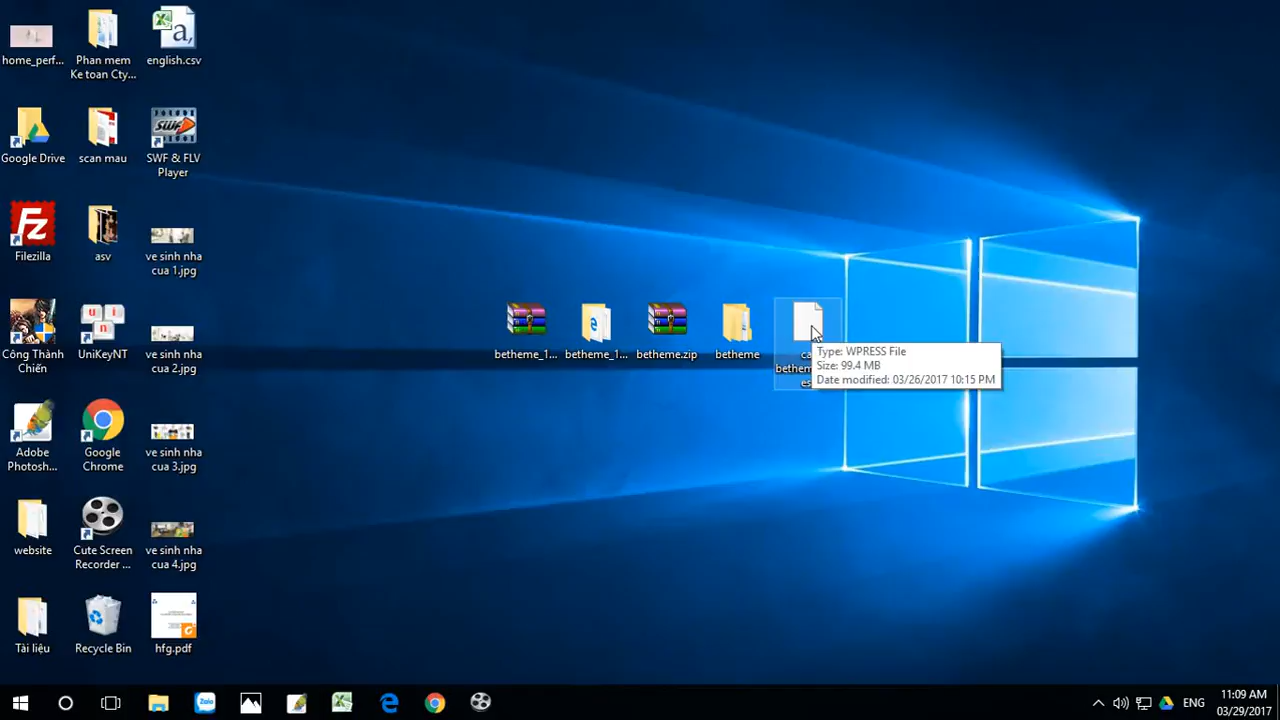 home_perf...
Phan mem
Ke toan Cty...
english.csv
Google Drive
scan mau
SWF & FLV
Player
Filezilla
asv
ve sinh nha
cua 1.jpg
Công Thành
Chiến
UniKeyNT
ve sinh nha
cua 2.jpg
Adobe
Photosh...
Google
Chrome
ve sinh nha
cua 3.jpg
website
Cute Screen
Recorder ...
ve sinh nha
cua 4.jpg
Tài liệu
Recycle Bin
hfg.pdf
betheme_1...
betheme_1...
betheme.zip
betheme
Type: WPRESS File
Size: 99.4 MB
Date modified: 03/26/2017 10:15 PM
Zalo
ENG
11:09 AM
03/29/2017